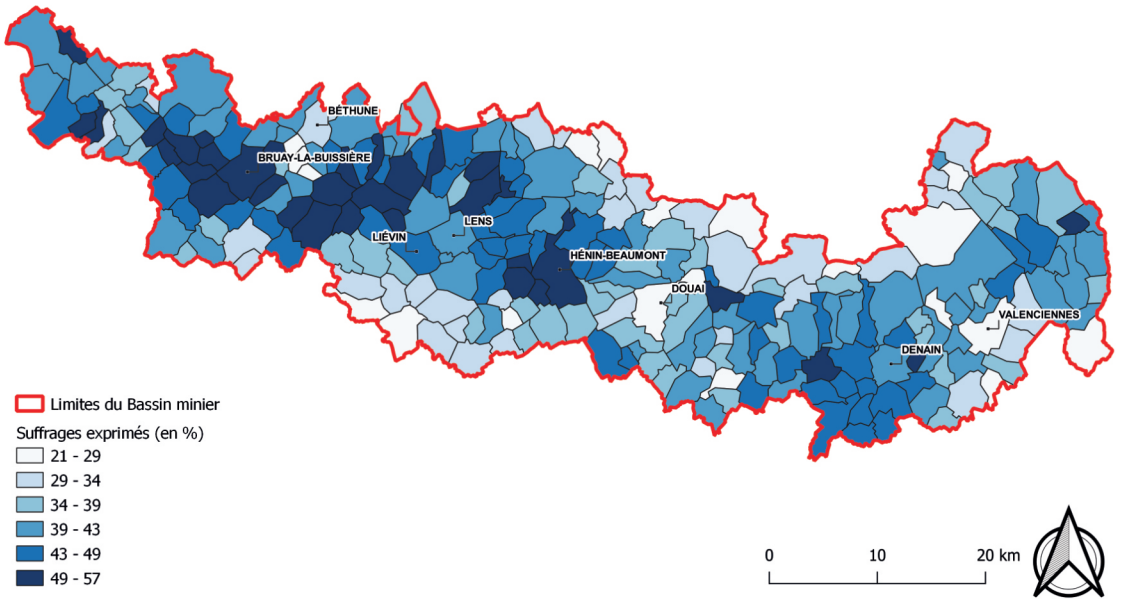 BÉTHUNE
BRUAY-LA-BUISSIÈRE
LENS
LIÉVIN
HÉNIN-BEAUMONT
DOUAI
VALENCIENNES
DENAIN
Limites du Bassin minier
Suffrages exprimés (en %)
21 - 29
29 - 34
34 - 39
39 - 43
43 - 49
49 - 57
0 10 20 km